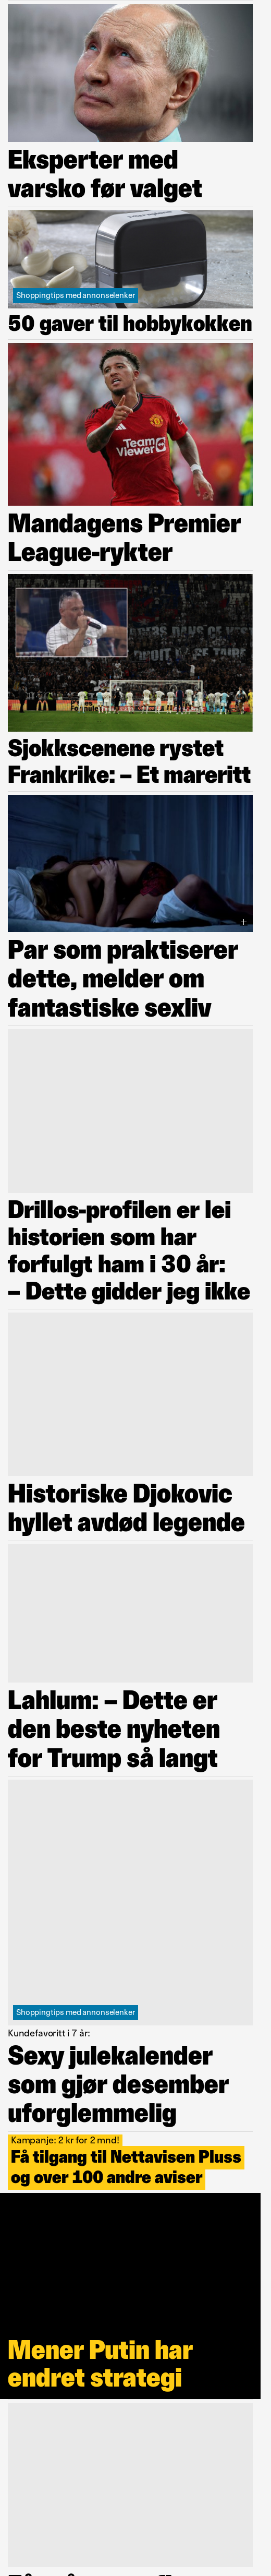 Eksperter med
varsko før valget
Shoppingtips med annonselenker
50 gaver til hobbykokken
TeamViewer
Mandagens Premier
League-rykter
Sjokkscenene rystet
Frankrike: – Et mareritt
Par som praktiserer
dette, melder om
fantastiske sexliv
Drillos-profilen er lei
historien som har
forfulgt ham i 30 år:
– Dette gidder jeg ikke
Historiske Djokovic
hyllet avdød legende
Lahlum: – Dette er
den beste nyheten
for Trump så langt
Shoppingtips med annonselenker
Kundefavoritt i 7 år:
Sexy julekalender
som gjør desember
uforglemmelig
Kampanje: 2 kr for 2 mnd!
Få tilgang til Nettavisen Pluss
og over 100 andre aviser
Mener Putin har
endret strategi